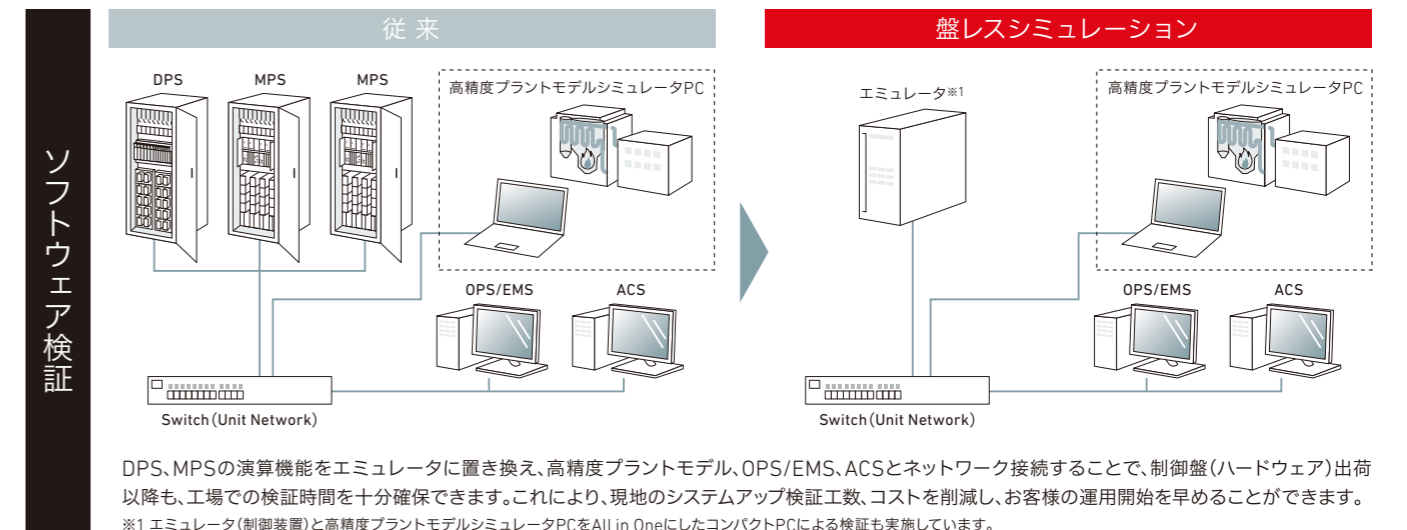 ソフトウェア検証
従来
DPS
MPS
MPS
高精度プラントモデルシミュレータPC
OPS/EMS
ACS
Switch(Unit Network)
盤レスシミュレーション
エミュレータ※1
高精度プラントモデルシミュレータPC
OPS/EMS
ACS
Switch(Unit Network)
DPS、MPSの演算機能をエミュレータに置き換え、高精度プラントモデル、OPS/EMS、ACSとネットワーク接続することで、制御盤(ハードウェア)出荷
以降も、工場での検証時間を十分確保できます。これにより、現地のシステムアップ検証工数、コストを削減し、お客様の運用開始を早めることができます。
※1 エミュレータ(制御装置)と高精度プラントモデルシミュレータPCをAll in OneにしたコンパクトPCによる検証も実施しています。